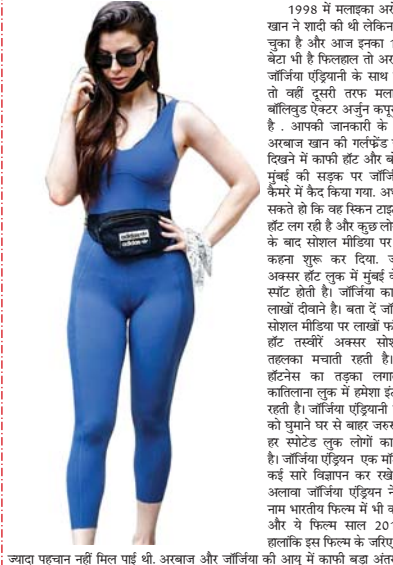 1998 में मलाइका अरो
खान ने शादी की थी लेकिन
चुका है और आज इनका
बेटा भी है फिलहाल तो अर
जॉर्जिया एंड्रियानी के साथ
तो वहीं दूसरी तरफ मला
बॉलिवुड ऐक्टर अर्जुन कपू
है . आपकी जानकारी के
अरबाज खान की गर्लफ्रेंड
दिखने में काफी हॉट और बो
मुंबई की सड़क पर जॉर्जि
कैमरे में कैद किया गया. अभ
सकते हो कि वह स्किन टाइट
हॉट लग रही है और कुछ लो
के बाद सोशल मीडिया पर
कहना शुरू कर दिया. ज
अक्सर हॉट लुक में मुंबई के
स्पॉट होती है। जॉर्जिया का
लाखों दीवाने है। बता दें जॉ
सोशल मीडिया पर लाखों फॉ
हॉट तस्वीरें अक्सर सोश
तहलका मचाती रहती है।
हॉटनेस का तड़का लगा
कातिलाना लुक में हमेशा इं
रहती है। जॉर्जिया एंड्रियानी
को घुमाने घर से बाहर जरु
हर स्पोटेड लुक लोगों का
है। जॉर्जिया एंड्रियन एक मॉ
कई सारे विज्ञापन कर रखे
अलावा जॉर्जिया एंड्रियन ने
नाम भारतीय फिल्म में भी क
और ये फिल्म साल 201
हालांकि इस फिल्म के जरिए
ज्यादा पहचान नहीं मिल पाई थी. अरबाज और जॉर्जिया की आयु में काफी बड़ा अंतर
adidas